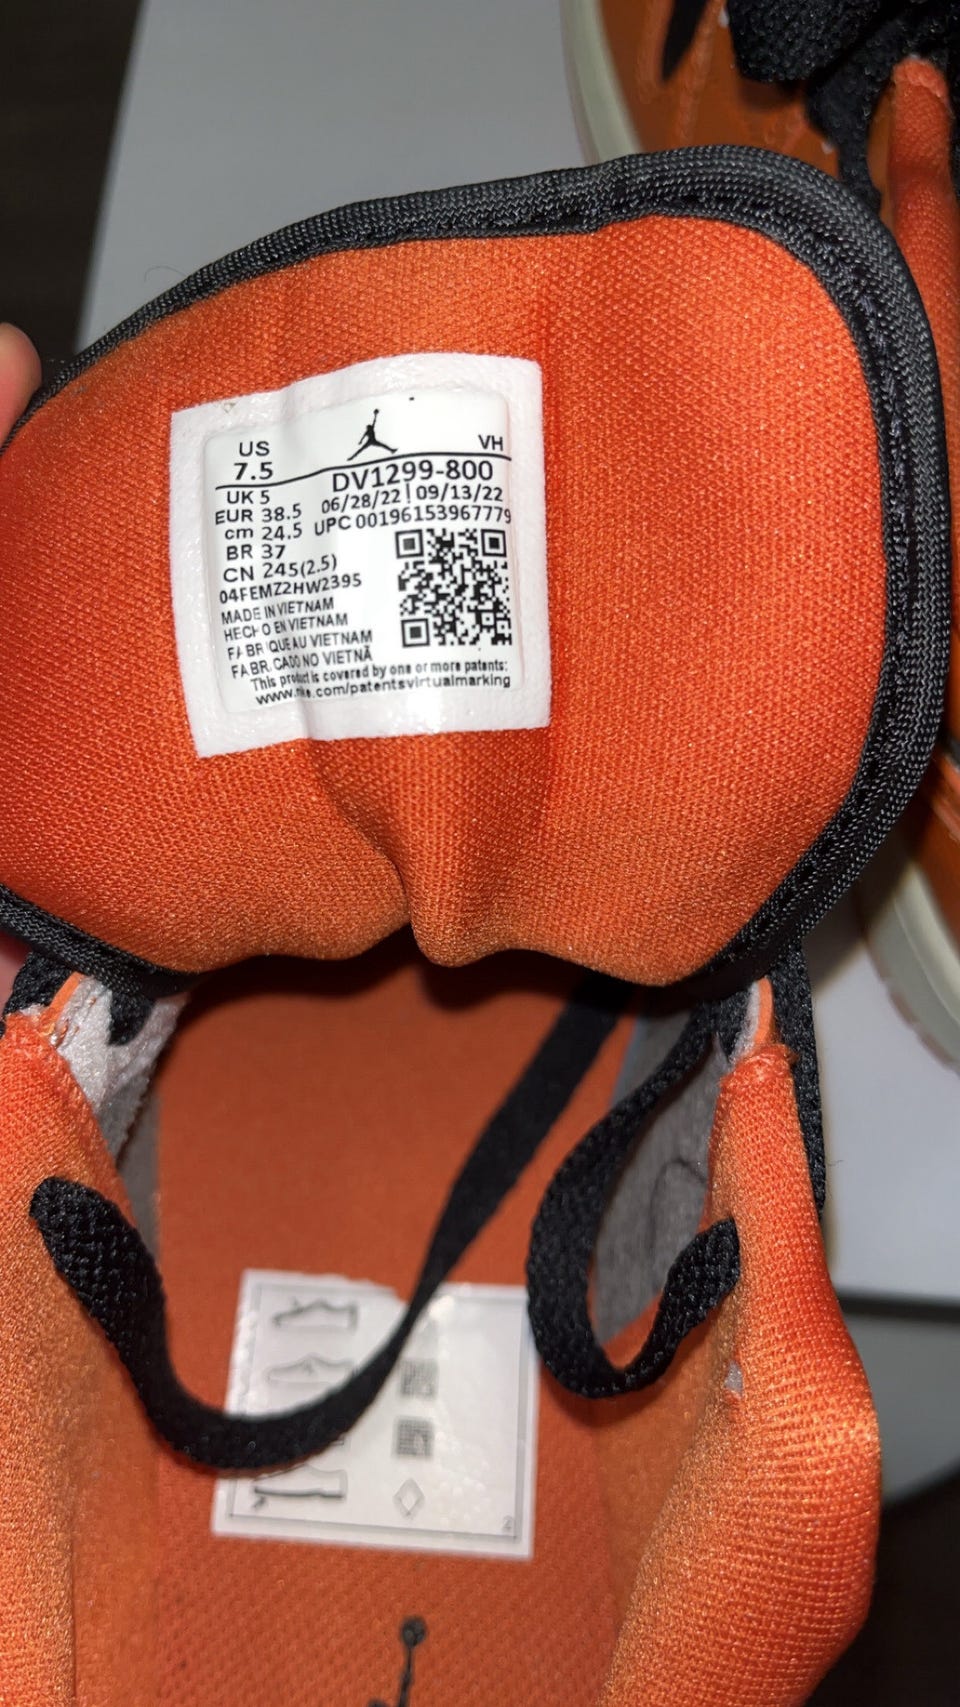 US
7.5
VH
DV1299-800
UK 5
06/28/22 | 09/13/22
EUR 38.5
UPC 00196153967779
cm 24.5
BR 37
CN 245(2.5)
04FEMZ2HW2395
MADE IN VIETNAM
HECHO EN VIETNAM
FABRIQUE AU VIETNAM
FABRICADO NO VIETNÃ
This product is covered by one or more patents:
www.nike.com/patentsvirtualmarking
2